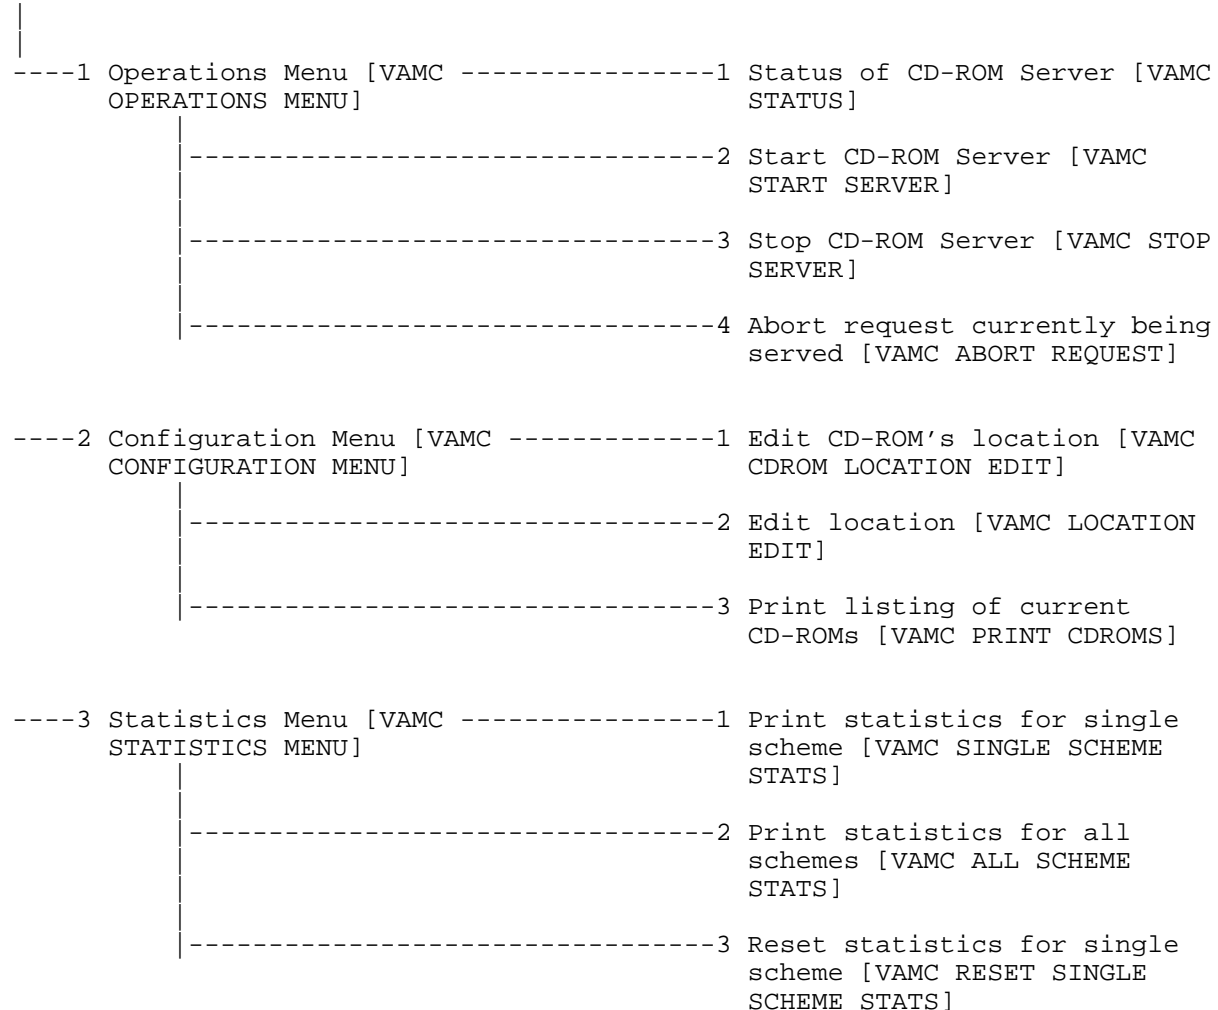 |
|
----1 Operations Menu [VAMC ----------------1 Status of CD-ROM Server [VAMC
      OPERATIONS MENU]                        STATUS]
          |
          |---------------------------------2 Start CD-ROM Server [VAMC
          |                                   START SERVER]
          |
          |---------------------------------3 Stop CD-ROM Server [VAMC STOP
          |                                   SERVER]
          |
          |---------------------------------4 Abort request currently being
                                              served [VAMC ABORT REQUEST]
----2 Configuration Menu [VAMC -------------1 Edit CD-ROM's location [VAMC
      CONFIGURATION MENU]                     CDROM LOCATION EDIT]
          |
          |---------------------------------2 Edit location [VAMC LOCATION
          |                                   EDIT]
          |
          |---------------------------------3 Print listing of current
                                              CD-ROMs [VAMC PRINT CDROMS]
----3 Statistics Menu [VAMC ----------------1 Print statistics for single
      STATISTICS MENU]                        scheme [VAMC SINGLE SCHEME
          |                                   STATS]
          |
          |---------------------------------2 Print statistics for all
          |                                   schemes [VAMC ALL SCHEME
          |                                   STATS]
          |
          |---------------------------------3 Reset statistics for single
                                              scheme [VAMC RESET SINGLE
                                              SCHEME STATS]